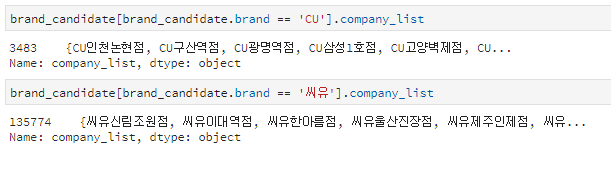 brand_candidate[brand_candidate.brand == 'CU'].company_list
3483 {CU인천논현점, CU구산역점, CU광명역점, CU삼성1호점, CU고양벽제점, CU...
Name: company_list, dtype: object
brand_candidate[brand_candidate.brand == '씨유'].company_list
135774 {씨유신림조원점, 씨유이대역점, 씨유한아름점, 씨유울산진장점, 씨유제주인제점, 씨유...
Name: company_list, dtype: object